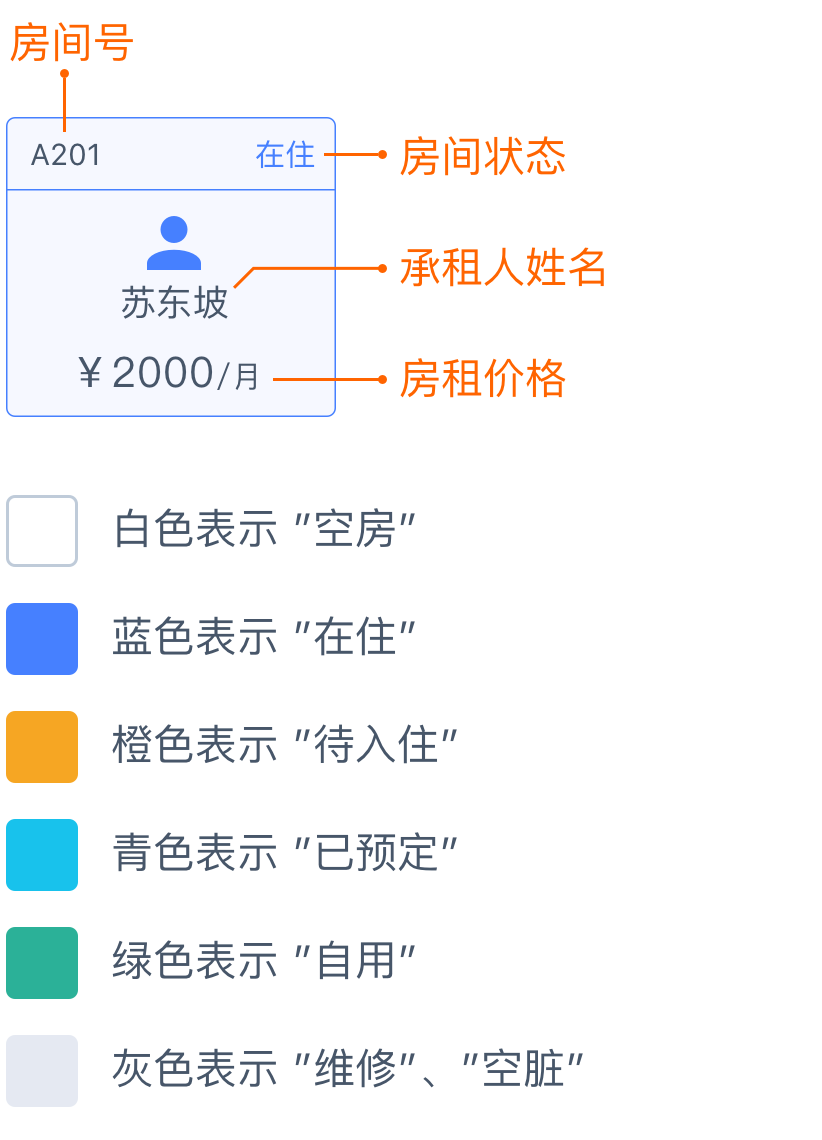 房间号
A201 在住 房间状态
承租人姓名
苏东坡
¥ 2000/月 房租价格
白色表示 "空房"
蓝色表示 "在住"
橙色表示 "待入住"
青色表示 "已预定"
绿色表示 "自用"
灰色表示 "维修"、"空脏"